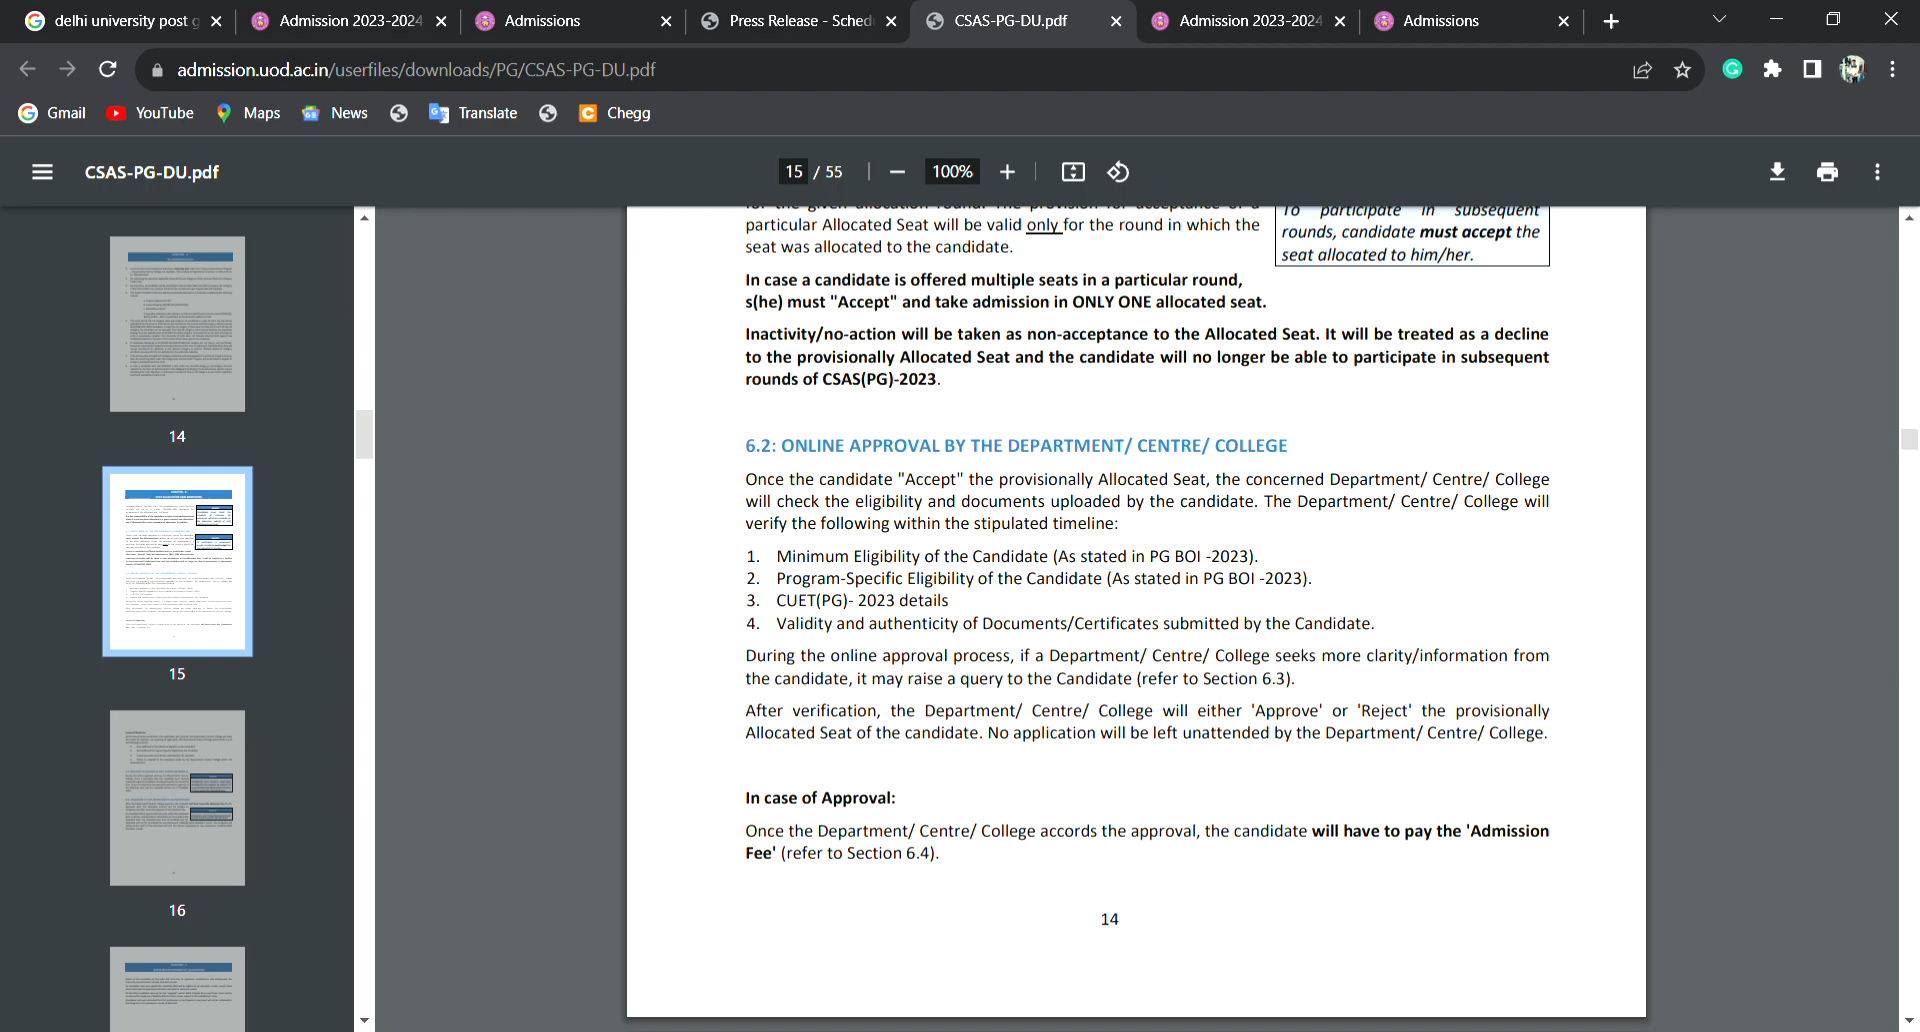 delhi university post g
Admission 2023-2024
Admissions
Press Release - Sched
CSAS-PG-DU.pdf
Admission 2023-2024
Admissions
admission.uod.ac.in/userfiles/downloads/PG/CSAS-PG-DU.pdf
Gmail
YouTube
Maps
News
Translate
Chegg
CSAS-PG-DU.pdf
15 / 55
100%
14
15
16
particular Allocated Seat will be valid only for the round in which the
seat was allocated to the candidate.
To participate in subsequent
rounds, candidate must accept the
seat allocated to him/her.
In case a candidate is offered multiple seats in a particular round,
s(he) must "Accept" and take admission in ONLY ONE allocated seat.
Inactivity/no-action will be taken as non-acceptance to the Allocated Seat. It will be treated as a decline
to the provisionally Allocated Seat and the candidate will no longer be able to participate in subsequent
rounds of CSAS(PG)-2023.
6.2: ONLINE APPROVAL BY THE DEPARTMENT/ CENTRE/ COLLEGE
Once the candidate "Accept" the provisionally Allocated Seat, the concerned Department/ Centre/ College
will check the eligibility and documents uploaded by the candidate. The Department/ Centre/ College will
verify the following within the stipulated timeline:
1. Minimum Eligibility of the Candidate (As stated in PG BOI -2023).
2. Program-Specific Eligibility of the Candidate (As stated in PG BOI -2023).
3. CUET(PG)- 2023 details
4. Validity and authenticity of Documents/Certificates submitted by the Candidate.
During the online approval process, if a Department/ Centre/ College seeks more clarity/information from
the candidate, it may raise a query to the Candidate (refer to Section 6.3).
After verification, the Department/ Centre/ College will either 'Approve' or 'Reject' the provisionally
Allocated Seat of the candidate. No application will be left unattended by the Department/ Centre/ College.
In case of Approval:
Once the Department/ Centre/ College accords the approval, the candidate will have to pay the 'Admission
Fee' (refer to Section 6.4).
14